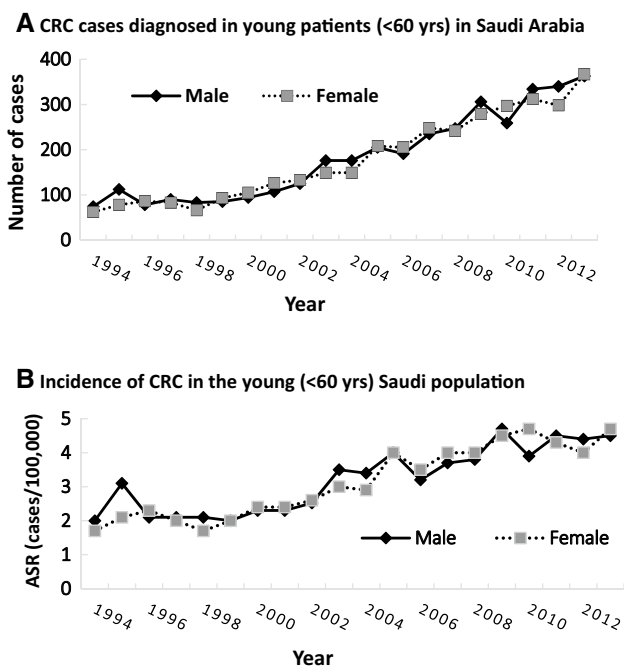 A CRC cases diagnosed in young patients (<60 yrs) in Saudi Arabia
400
300
200
100
0
Number of cases
Male Female
1994 1996 1998 2000 2002 2004 2006 2008 2010 2012
Year
B Incidence of CRC in the young (<60 yrs) Saudi population
5
4
3
2
1
0
ASR (cases/100,000)
Male Female
1994 1996 1998 2000 2002 2004 2006 2008 2010 2012
Year